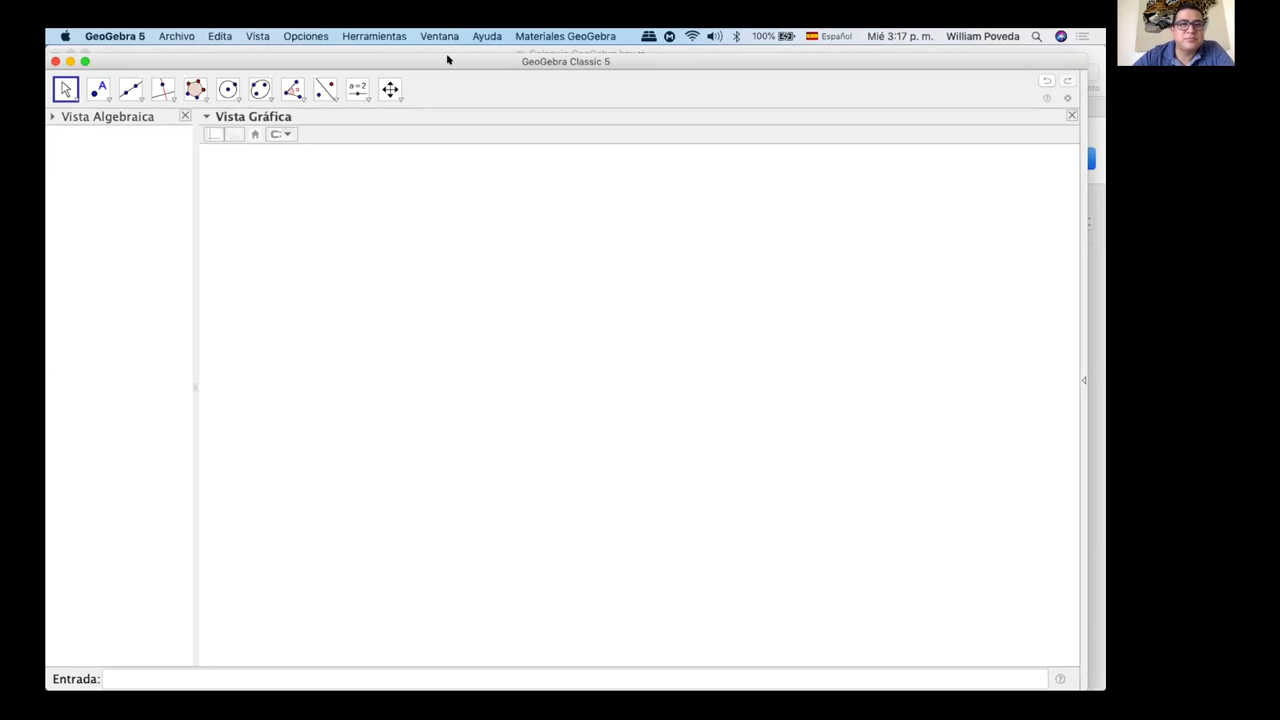 GeoGebra 5 Archivo Edita Vista Opciones Herramientas Ventana Ayuda Materiales GeoGebra 100% Español Mié 3:17 p. m. William Poveda
GeoGebra Classic 5
A
a=2
Vista Algebraica
Vista Gráfica
Entrada: